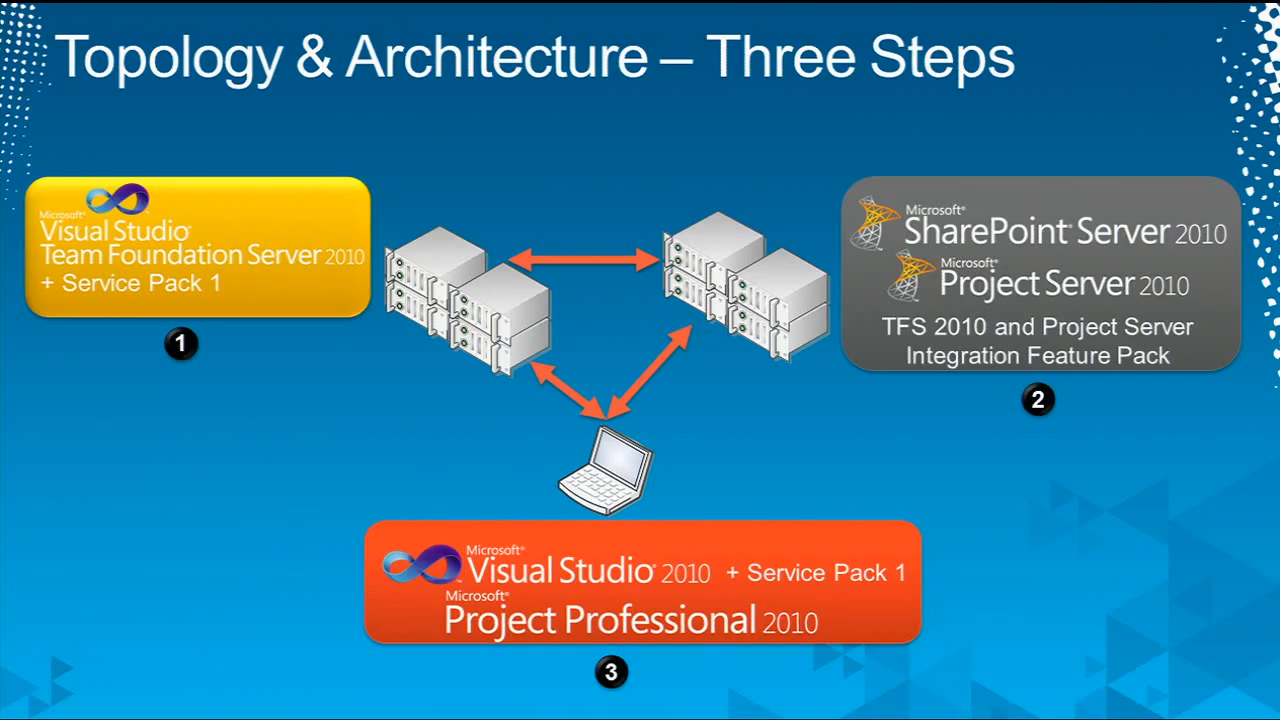 Topology & Architecture – Three Steps
Microsoft®
Visual Studio®
Team Foundation Server 2010
+ Service Pack 1
1
Microsoft®
SharePoint® Server 2010
Microsoft®
Project Server 2010
TFS 2010 and Project Server
Integration Feature Pack
2
Microsoft®
Visual Studio® 2010 + Service Pack 1
Microsoft®
Project Professional 2010
3